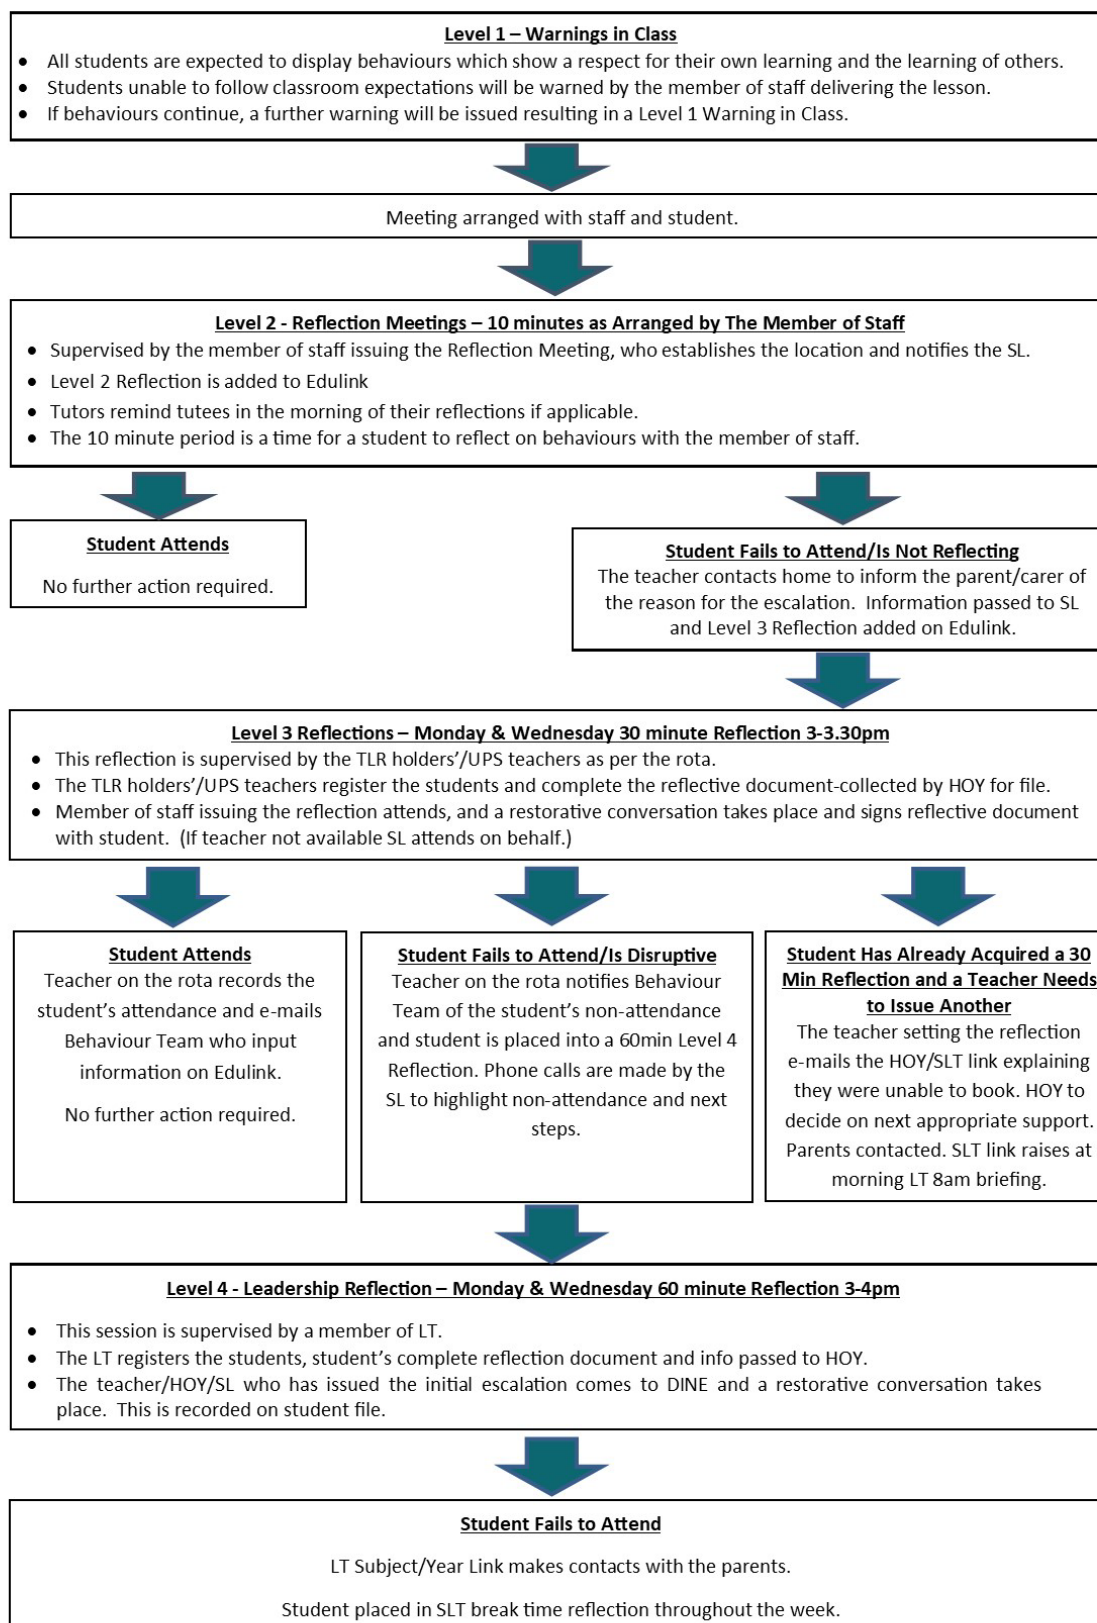 Level 1 – Warnings in Class
• All students are expected to display behaviours which show a respect for their own learning and the learning of others.
• Students unable to follow classroom expectations will be warned by the member of staff delivering the lesson.
• If behaviours continue, a further warning will be issued resulting in a Level 1 Warning in Class.
Meeting arranged with staff and student.
Level 2 - Reflection Meetings – 10 minutes as Arranged by The Member of Staff
• Supervised by the member of staff issuing the Reflection Meeting, who establishes the location and notifies the SL.
• Level 2 Reflection is added to Edulink
• Tutors remind tutees in the morning of their reflections if applicable.
• The 10 minute period is a time for a student to reflect on behaviours with the member of staff.
Student Attends
No further action required.
Student Fails to Attend/Is Not Reflecting
The teacher contacts home to inform the parent/carer of
the reason for the escalation. Information passed to SL
and Level 3 Reflection added on Edulink.
Level 3 Reflections – Monday & Wednesday 30 minute Reflection 3-3.30pm
• This reflection is supervised by the TLR holders’/UPS teachers as per the rota.
• The TLR holders’/UPS teachers register the students and complete the reflective document-collected by HOY for file.
• Member of staff issuing the reflection attends, and a restorative conversation takes place and signs reflective document
with student. (If teacher not available SL attends on behalf.)
Student Attends
Teacher on the rota records the
student’s attendance and e-mails
Behaviour Team who input
information on Edulink.
No further action required.
Student Fails to Attend/Is Disruptive
Teacher on the rota notifies Behaviour
Team of the student’s non-attendance
and student is placed into a 60min Level 4
Reflection. Phone calls are made by the
SL to highlight non-attendance and next
steps.
Student Has Already Acquired a 30
Min Reflection and a Teacher Needs
to Issue Another
The teacher setting the reflection
e-mails the HOY/SLT link explaining
they were unable to book. HOY to
decide on next appropriate support.
Parents contacted. SLT link raises at
morning LT 8am briefing.
Level 4 - Leadership Reflection – Monday & Wednesday 60 minute Reflection 3-4pm
• This session is supervised by a member of LT.
• The LT registers the students, student’s complete reflection document and info passed to HOY.
• The teacher/HOY/SL who has issued the initial escalation comes to DINE and a restorative conversation takes
place. This is recorded on student file.
Student Fails to Attend
LT Subject/Year Link makes contacts with the parents.
Student placed in SLT break time reflection throughout the week.